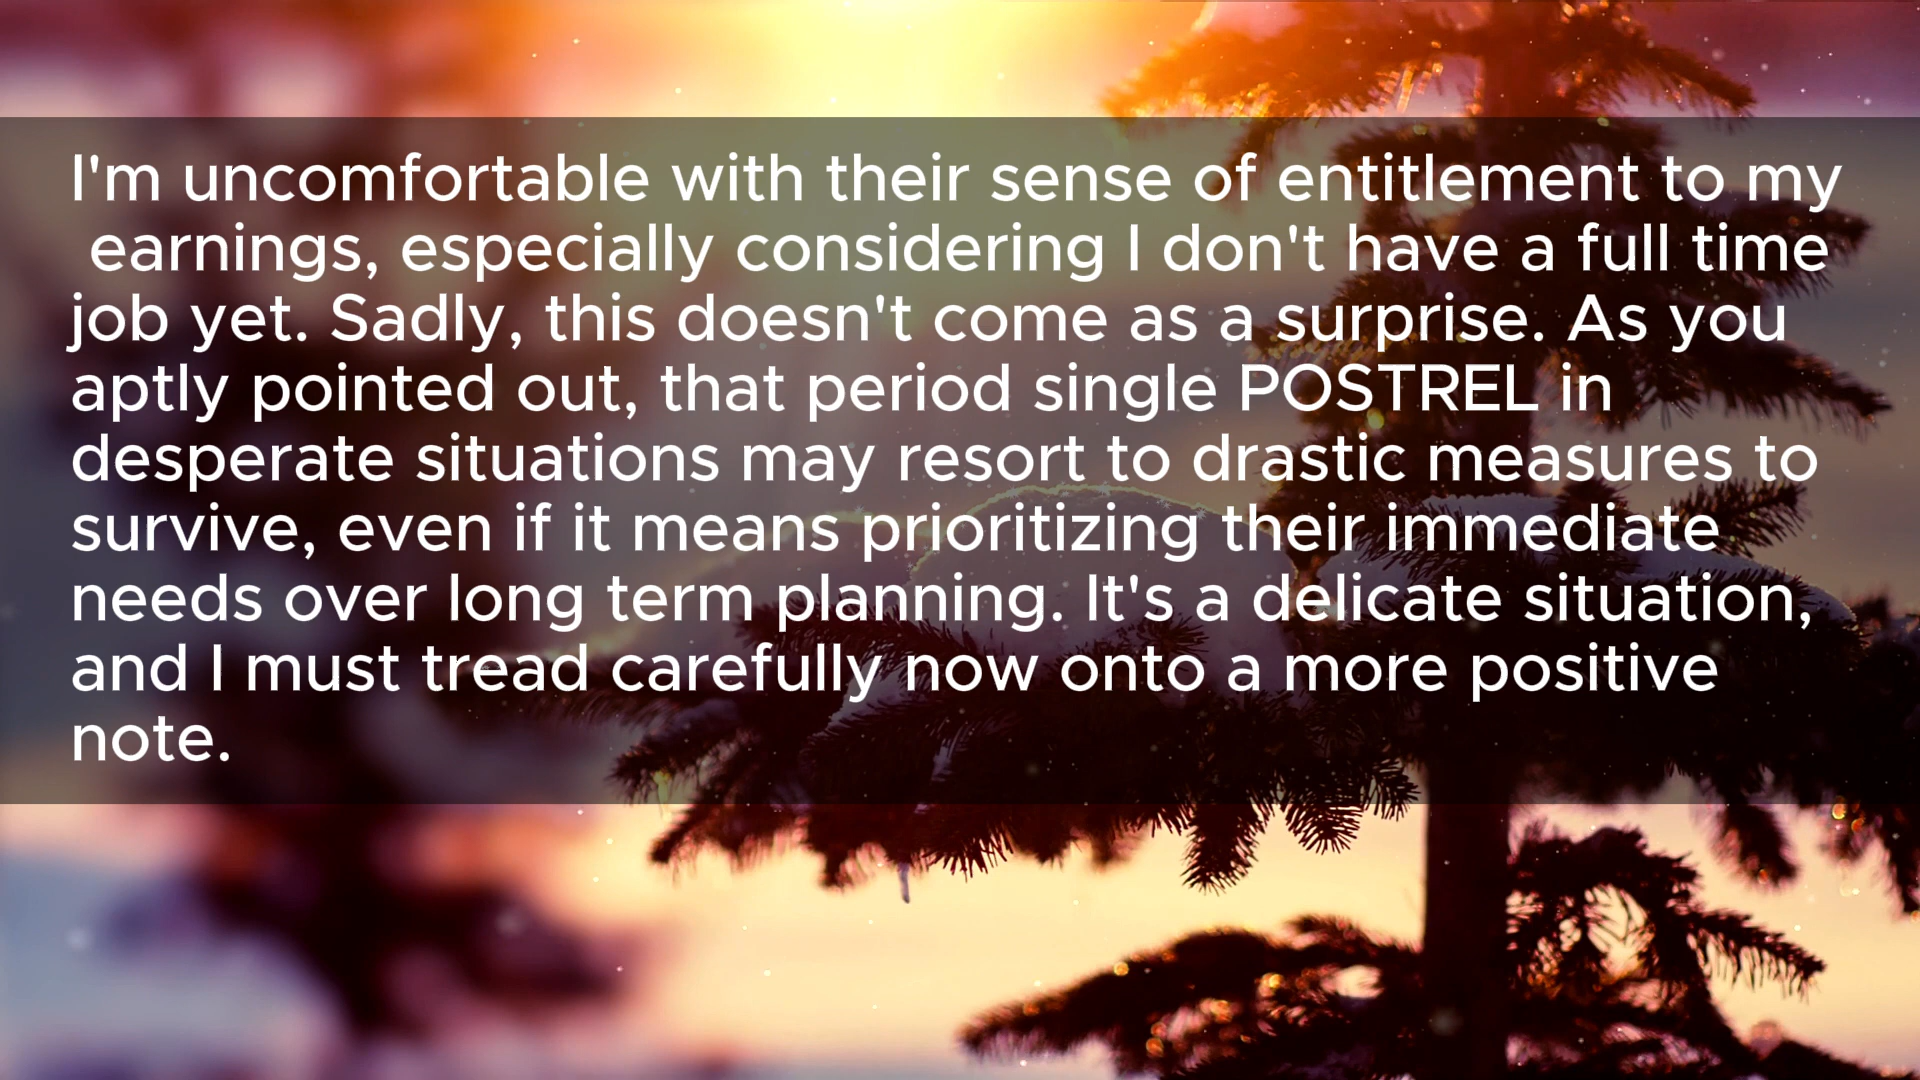 I'm uncomfortable with their sense of entitlement to my
earnings, especially considering I don't have a full time
job yet. Sadly, this doesn't come as a surprise. As you
aptly pointed out, that period single POSTREL in
desperate situations may resort to drastic measures to
survive, even if it means prioritizing their immediate
needs over long term planning. It's a delicate situation,
and I must tread carefully now onto a more positive
note.